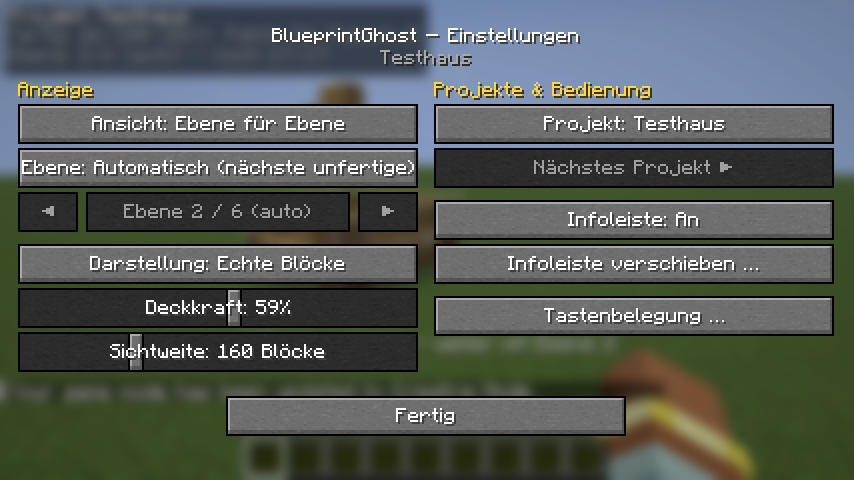 BlueprintGhost — Einstellungen
Testhaus
Anzeige
Ansicht: Ebene für Ebene
Ebene: Automatisch (nächste unfertige)
◄ Ebene 2 / 6 (auto) ►
Darstellung: Echte Blöcke
Deckkraft: 59%
Sichtweite: 160 Blöcke
Projekte & Bedienung
Projekt: Testhaus
Nächstes Projekt ►
Infoleiste: An
Infoleiste verschieben ...
Tastenbelegung ...
Fertig